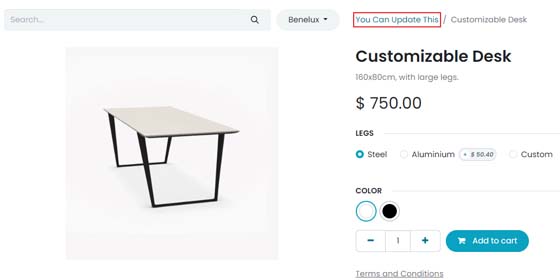 Search...
Benelux
You Can Update This / Customizable Desk
Customizable Desk
160x80cm, with large legs.
$ 750.00
LEGS
Steel
Aluminium + $ 50.40
Custom
COLOR
− 1 +
Add to cart
Terms and Conditions